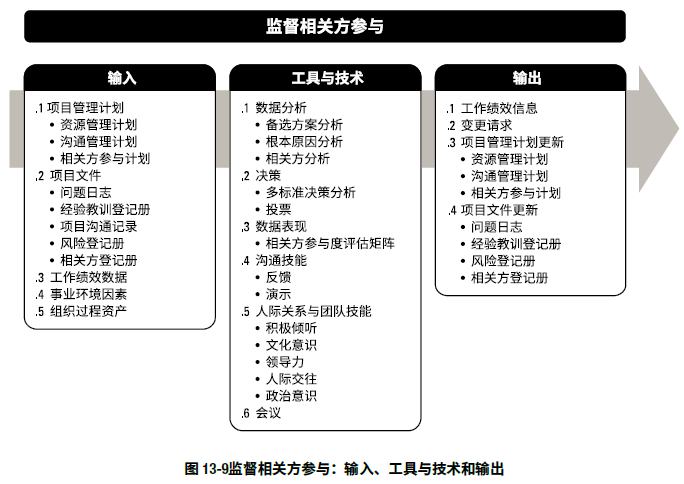 监督相关方参与
输入
.1 项目管理计划
• 资源管理计划
• 沟通管理计划
• 相关方参与计划
.2 项目文件
• 问题日志
• 经验教训登记册
• 项目沟通记录
• 风险登记册
• 相关方登记册
.3 工作绩效数据
.4 事业环境因素
.5 组织过程资产
工具与技术
.1 数据分析
• 备选方案分析
• 根本原因分析
• 相关方分析
.2 决策
• 多标准决策分析
• 投票
.3 数据表现
• 相关方参与度评估矩阵
.4 沟通技能
• 反馈
• 演示
.5 人际关系与团队技能
• 积极倾听
• 文化意识
• 领导力
• 人际交往
• 政治意识
.6 会议
输出
.1 工作绩效信息
.2 变更请求
.3 项目管理计划更新
• 资源管理计划
• 沟通管理计划
• 相关方参与计划
.4 项目文件更新
• 问题日志
• 经验教训登记册
• 风险登记册
• 相关方登记册
图 13-9监督相关方参与：输入、工具与技术和输出